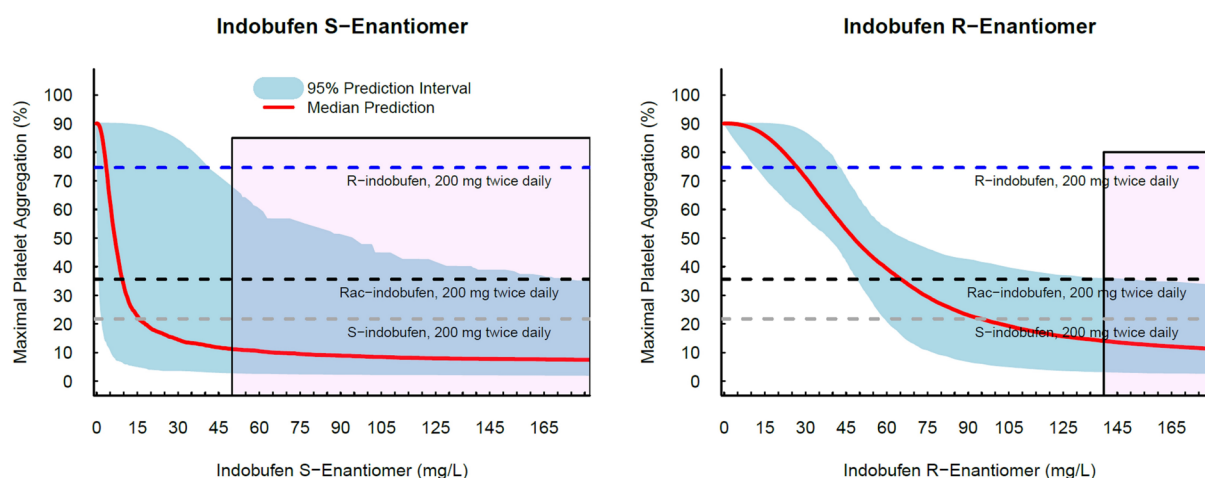 Indobufen S−Enantiomer
Maximal Platelet Aggregation (%)
100
90
80
70
60
50
40
30
20
10
0
95% Prediction Interval
Median Prediction
R−indobufen, 200 mg twice daily
Rac−indobufen, 200 mg twice daily
S−indobufen, 200 mg twice daily
0 15 30 45 60 75 90 105 125 145 165
Indobufen S−Enantiomer (mg/L)
Indobufen R−Enantiomer
Maximal Platelet Aggregation (%)
100
90
80
70
60
50
40
30
20
10
0
R−indobufen, 200 mg twice daily
Rac−indobufen, 200 mg twice daily
S−indobufen, 200 mg twice daily
0 15 30 45 60 75 90 105 125 145 165
Indobufen R−Enantiomer (mg/L)